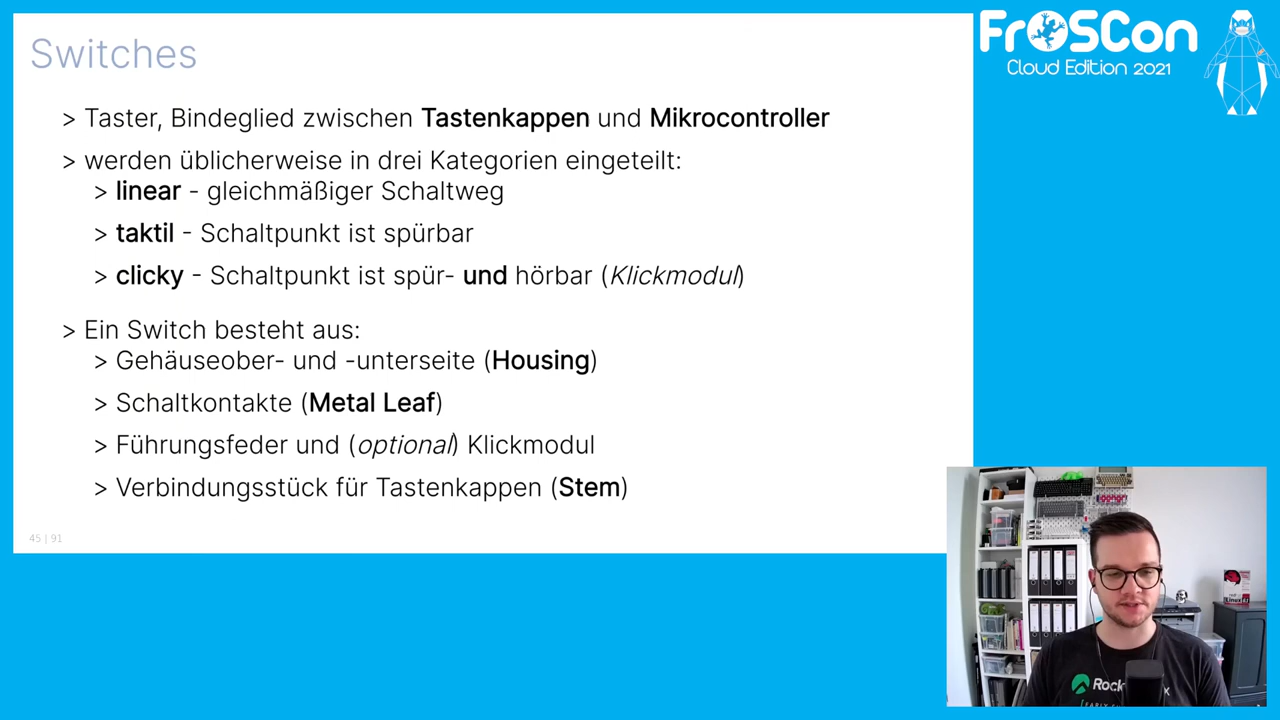 Switches
> Taster, Bindeglied zwischen Tastenkappen und Mikrocontroller
> werden üblicherweise in drei Kategorien eingeteilt:
> linear - gleichmäßiger Schaltweg
> taktil - Schaltpunkt ist spürbar
> clicky - Schaltpunkt ist spür- und hörbar (Klickmodul)
> Ein Switch besteht aus:
> Gehäuseober- und -unterseite (Housing)
> Schaltkontakte (Metal Leaf)
> Führungsfeder und (optional) Klickmodul
> Verbindungsstück für Tastenkappen (Stem)
45 | 91
FrOSCon
Cloud Edition 2021